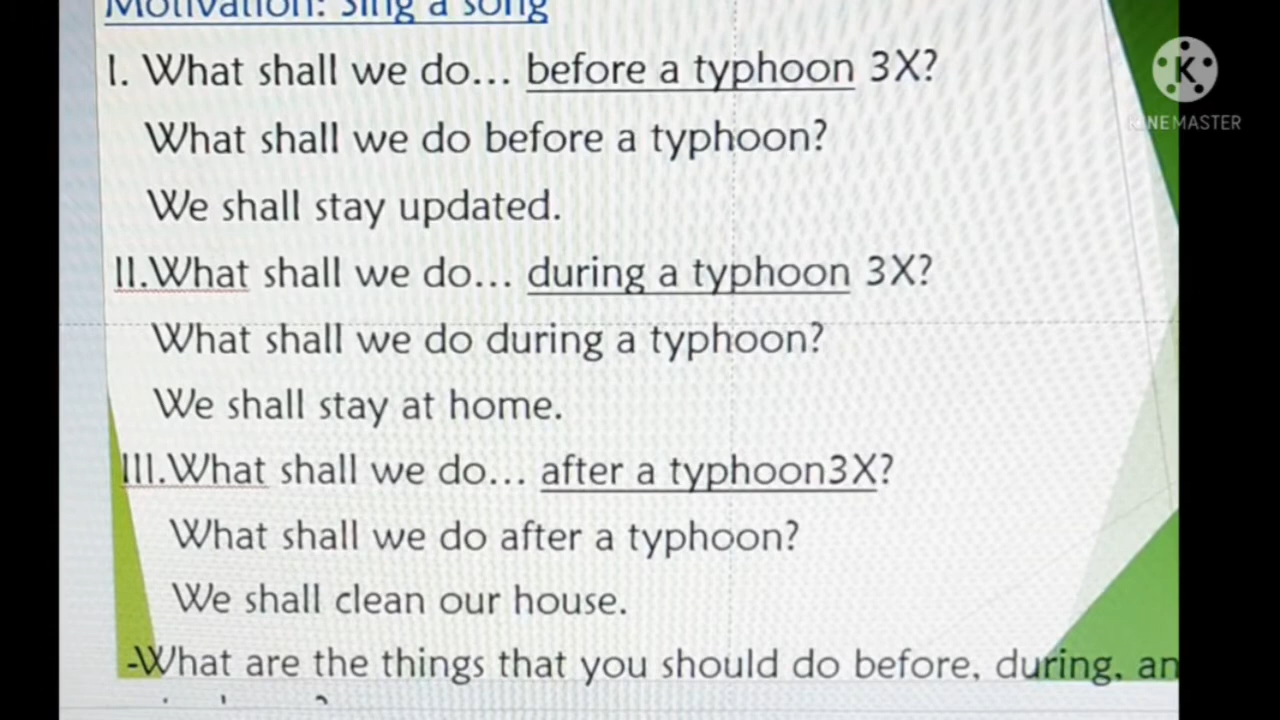 Motivation: Sing a song
I. What shall we do... before a typhoon 3X?
What shall we do before a typhoon?
We shall stay updated.
II.What shall we do... during a typhoon 3X?
What shall we do during a typhoon?
We shall stay at home.
III.What shall we do... after a typhoon3X?
What shall we do after a typhoon?
We shall clean our house.
-What are the things that you should do before, during, an
K
KINEMASTER